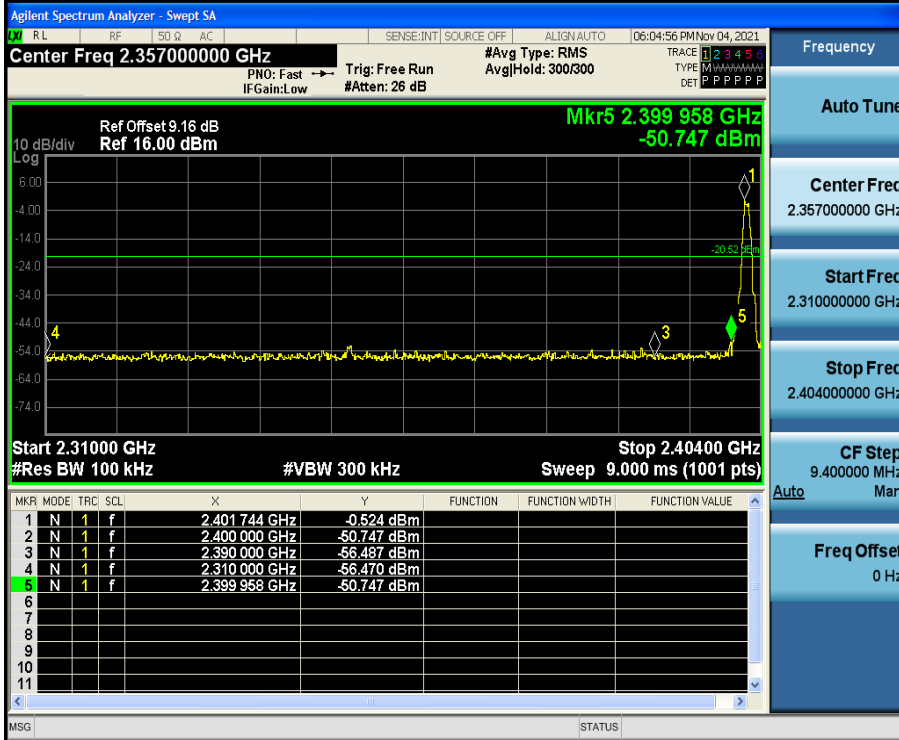 Agilent Spectrum Analyzer - Swept SA
LXI RL RF 50 Ω AC SENSE:INT SOURCE OFF ALIGN AUTO 06:04:56 PM Nov 04, 2021
Center Freq 2.357000000 GHz
PNO: Fast
IFGain:Low
Trig: Free Run
#Atten: 26 dB
#Avg Type: RMS
Avg|Hold: 300/300
TRACE 1 2 3 4 5 6
TYPE M WWWWW
DET P P P P P P
Mkr5 2.399 958 GHz
-50.747 dBm
Ref Offset 9.16 dB
10 dB/div Ref 16.00 dBm
Log
6.00
-4.00
-14.0
-24.0
-34.0
-44.0
-54.0
-64.0
-74.0
1
-20.52 dBm
4
3
5
Start 2.31000 GHz Stop 2.40400 GHz
#Res BW 100 kHz #VBW 300 kHz Sweep 9.000 ms (1001 pts)
MKR MODE TRC SCL X Y FUNCTION FUNCTION WIDTH FUNCTION VALUE
1 N 1 f 2.401 744 GHz -0.524 dBm
2 N 1 f 2.400 000 GHz -50.747 dBm
3 N 1 f 2.390 000 GHz -56.487 dBm
4 N 1 f 2.310 000 GHz -56.470 dBm
5 N 1 f 2.399 958 GHz -50.747 dBm
6
7
8
9
10
11
MSG STATUS
Frequency
Auto Tune
Center Freq
2.357000000 GHz
Start Freq
2.310000000 GHz
Stop Freq
2.404000000 GHz
CF Step
9.400000 MHz
Auto Man
Freq Offset
0 Hz